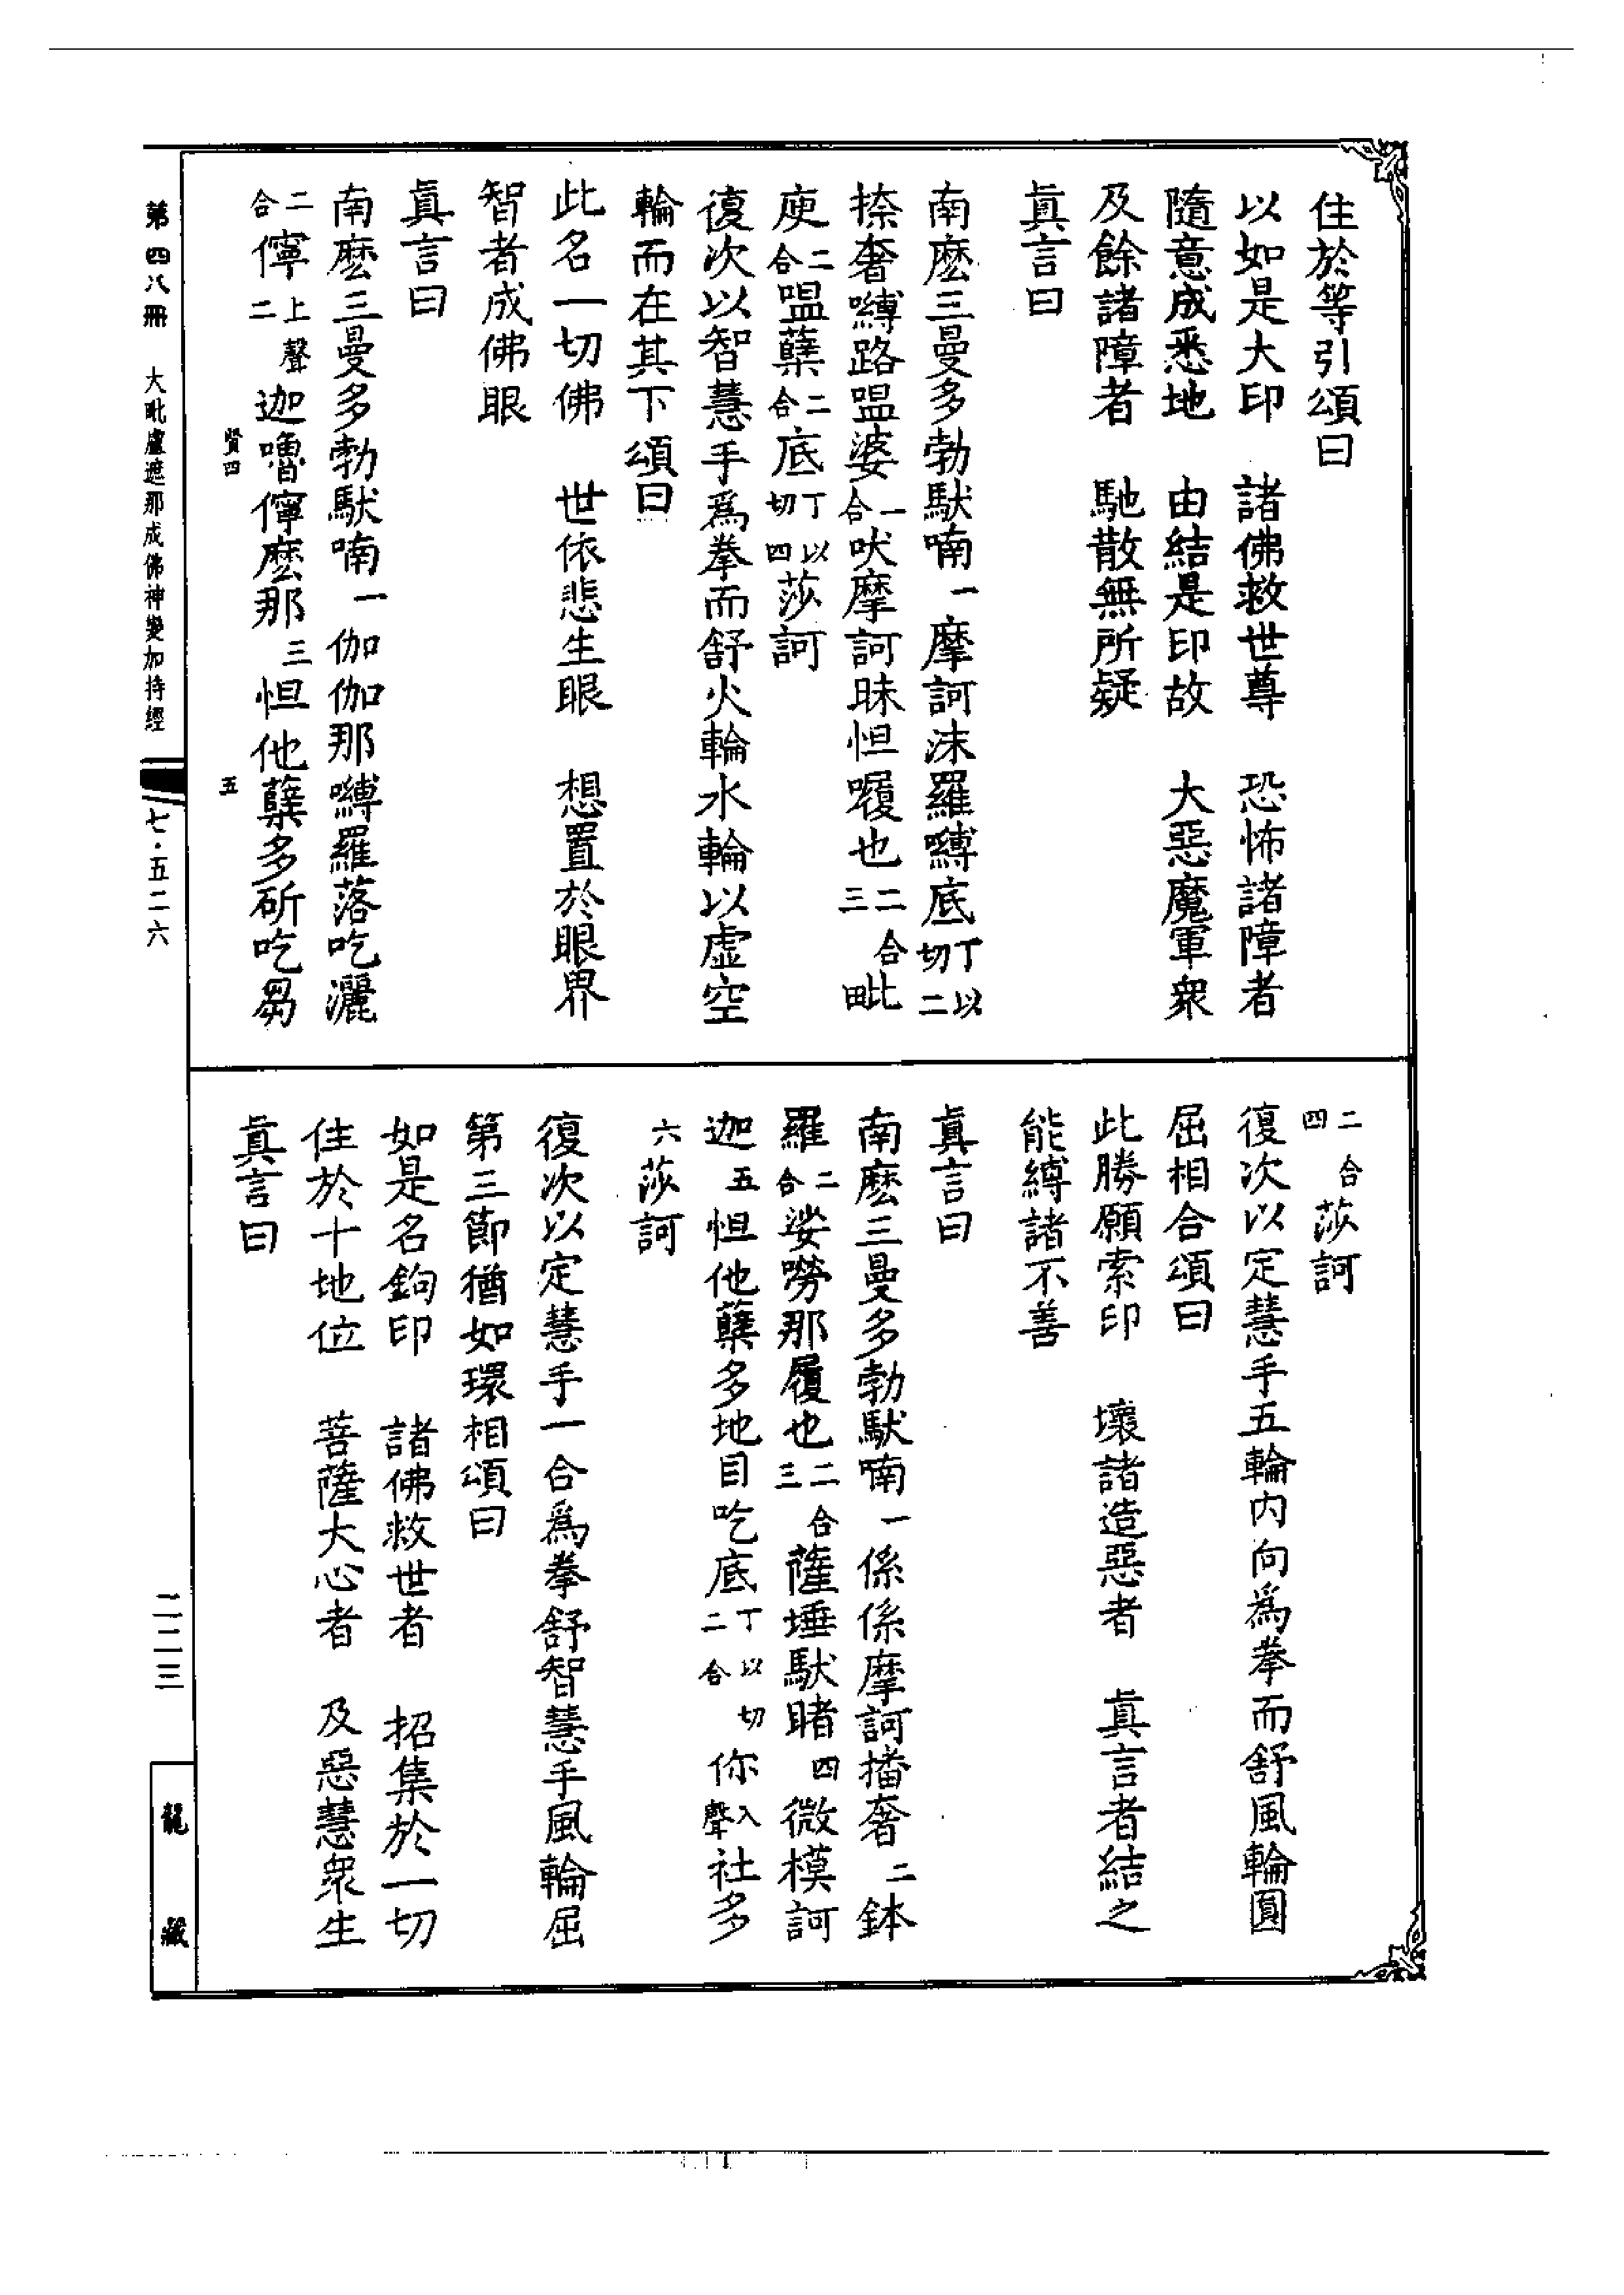 住於等引頌曰
以如是大印　諸佛救世尊　恐怖諸障者
隨意成悉地　由結是印故　大惡魔軍衆
及餘諸障者　馳散無所疑
眞言曰
南麽三曼多勃馱喃一摩訶沫羅嚩底丁以切二
捺奢嚩路嗢婆一合吠摩訶昧怛囉也二合三毗
庾二合嗢蘖二合底丁以切四莎訶
復次以智慧手爲拳而舒火輪水輪以虚空
輪而在其下頌曰
此名一切佛　世依悲生眼　想置於眼界
智者成佛眼
眞言曰
南麽三曼多勃馱喃一伽伽那嚩羅落吃灑
二合儜上聲二迦嚕儜麽那三怛他蘖多斫吃芻
二合四莎訶
復次以定慧手五輪内向爲拳而舒風輪圓
屈相合頌曰
此勝願索印　壞諸造惡者　眞言者結之
能縛諸不善
眞言曰
南麽三曼多勃馱喃一係係摩訶播奢二鉢
羅二合娑嘮那履也二合三薩埵馱睹四微模訶
迦五怛他蘖多地目吃底丁以切二合你入聲社多
六莎訶
復次以定慧手一合爲拳舒智慧手風輪屈
第三節猶如環相頌曰
如是名鉤印　諸佛救世者　招集於一切
住於十地位　菩薩大心者　及惡慧衆生
眞言曰
第四八冊　大毗盧遮那成佛神變加持經
賢四　五
七·五二六
二二三
龍藏